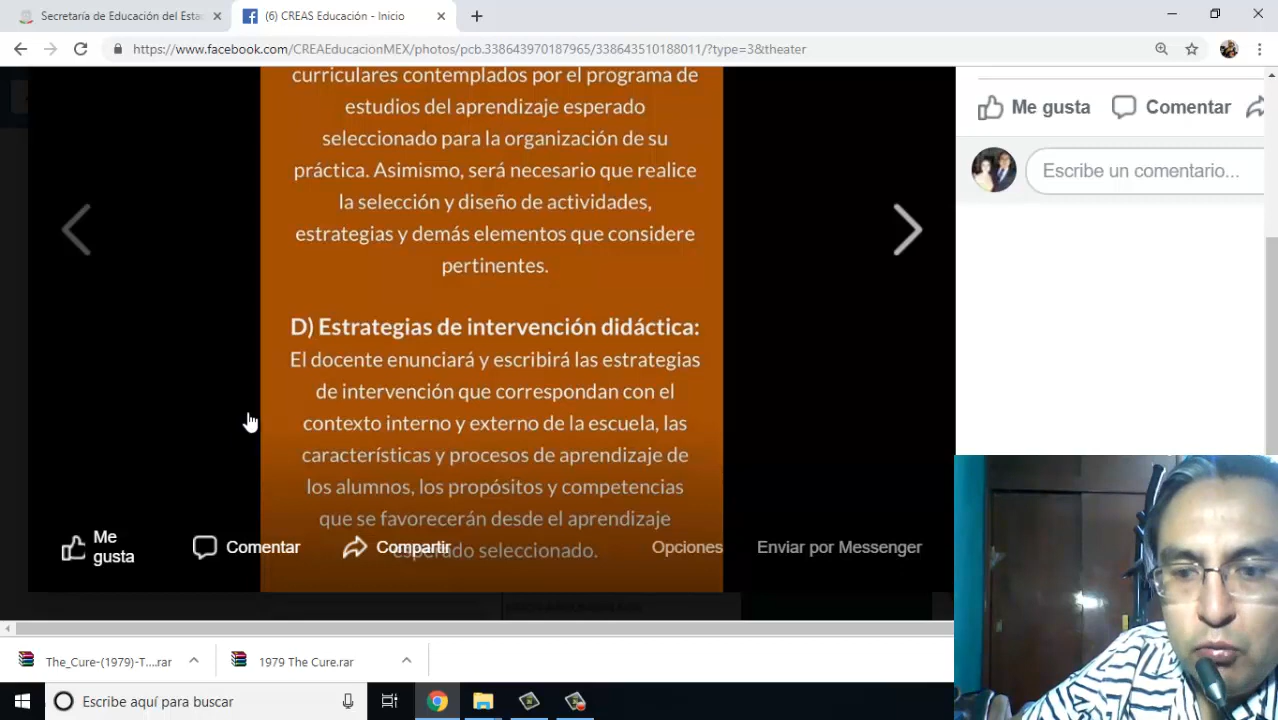 Secretaría de Educación del Esta
(6) CREAS Educación - Inicio
https://www.facebook.com/CREAEducacionMEX/photos/pcb.338643970187965/338643510188011/?type=3&theater
curriculares contemplados por el programa de
estudios del aprendizaje esperado
seleccionado para la organización de su
práctica. Asimismo, será necesario que realice
la selección y diseño de actividades,
estrategias y demás elementos que considere
pertinentes.
D) Estrategias de intervención didáctica:
El docente enunciará y escribirá las estrategias
de intervención que correspondan con el
contexto interno y externo de la escuela, las
características y procesos de aprendizaje de
los alumnos, los propósitos y competencias
que se favorecerán desde el aprendizaje
esperado seleccionado.
Me gusta
Comentar
Compartir
Opciones
Enviar por Messenger
Me gusta
Comentar
Escribe un comentario...
The_Cure-(1979)-T....rar
1979 The Cure.rar
Escribe aquí para buscar